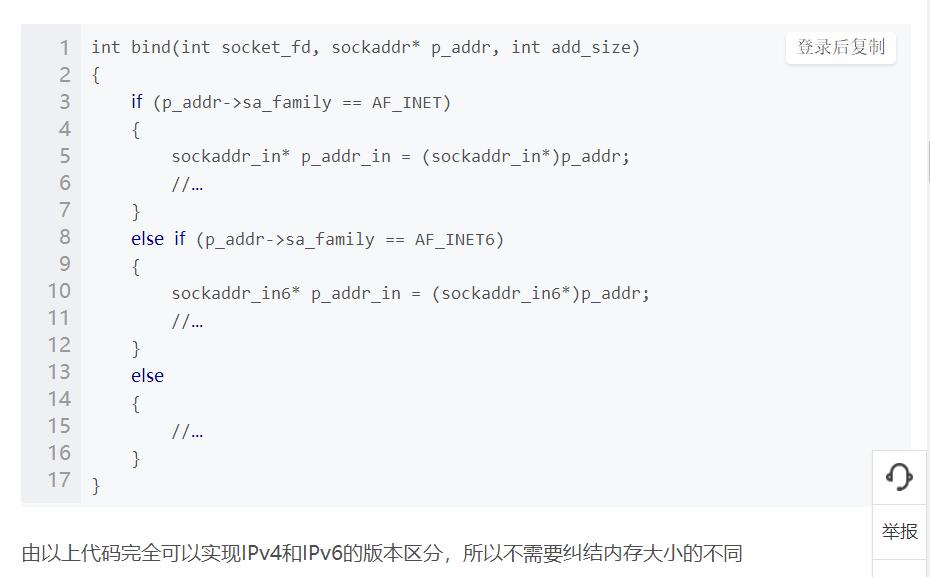 1 int bind(int socket_fd, sockaddr* p_addr, int add_size)
登录后复制
2 {
3 if (p_addr->sa_family == AF_INET)
4 {
5 sockaddr_in* p_addr_in = (sockaddr_in*)p_addr;
6 //…
7 }
8 else if (p_addr->sa_family == AF_INET6)
9 {
10 sockaddr_in6* p_addr_in = (sockaddr_in6*)p_addr;
11 //…
12 }
13 else
14 {
15 //…
16 }
17 }
举报
由以上代码完全可以实现IPv4和IPv6的版本区分，所以不需要纠结内存大小的不同